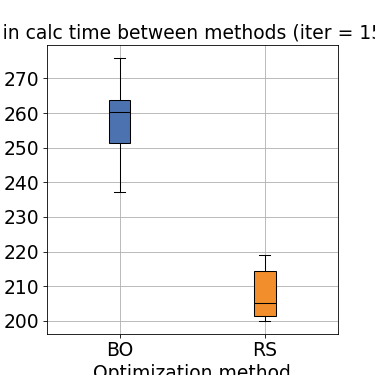 in calc time between methods (iter = 15
270
260
250
240
230
220
210
200
BO RS
Optimization method